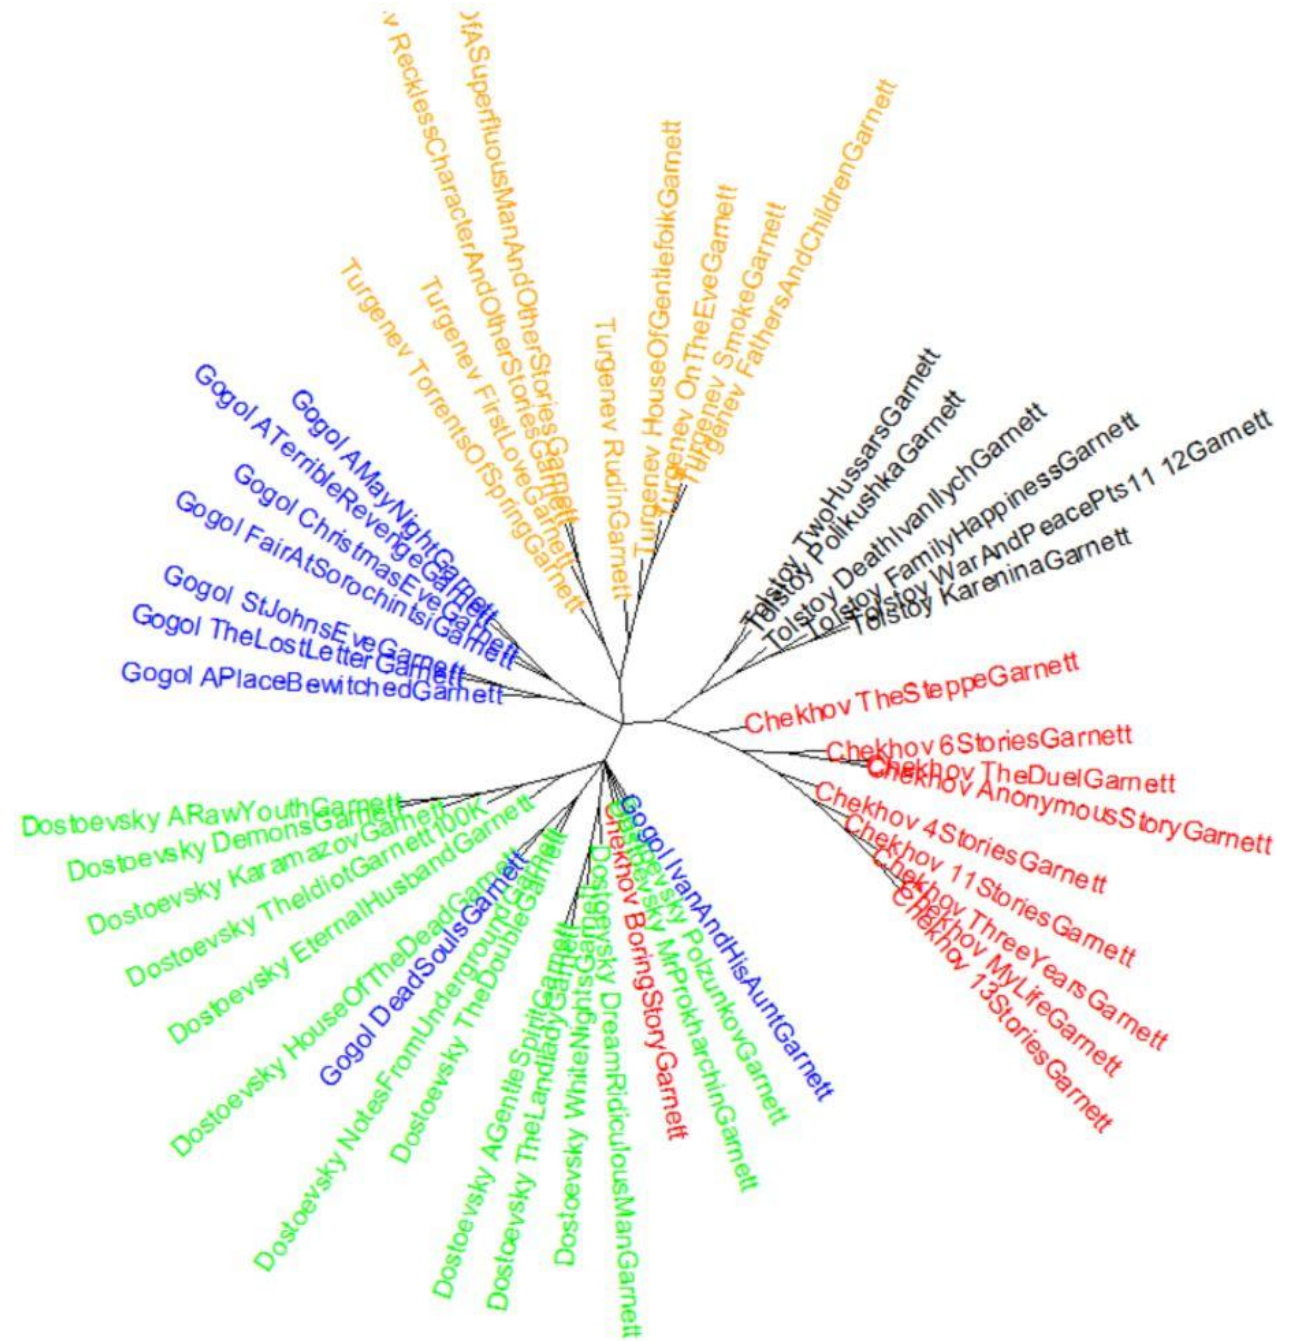 v RecklessCharacterAndOtherStoriesGarnett
OfASuperfluousManAndOtherStoriesGarnett
Turgenev TorrentsOfSpringGarnett
Turgenev FirstLoveGarnett
Turgenev RudinGarnett
Turgenev HouseOfGentlefolkGarnett
Turgenev OnTheEveGarnett
Turgenev SmokeGarnett
Turgenev FathersAndChildrenGarnett
Tolstoy TwoHussarsGarnett
Tolstoy PolikushkaGarnett
Tolstoy DeathIvanIlychGarnett
Tolstoy FamilyHappinessGarnett
Tolstoy WarAndPeacePts11 12Garnett
Tolstoy KareninaGarnett
Chekhov TheSteppeGarnett
Chekhov 6StoriesGarnett
Chekhov TheDuelGarnett
Chekhov AnonymousStoryGarnett
Chekhov 4StoriesGarnett
Chekhov 11StoriesGarnett
Chekhov ThreeYearsGarnett
Chekhov MyLifeGarnett
Chekhov 13StoriesGarnett
Gogol IvanAndHisAuntGarnett
Dostoevsky PolzunkovGarnett
Dostoevsky MrProkharchinGarnett
Chekhov BoringStoryGarnett
Dostoevsky DreamRidiculousManGarnett
Dostoevsky WhiteNightsGarnett
Dostoevsky TheLandladyGarnett
Dostoevsky AGentleSpiritGarnett
Dostoevsky TheDoubleGarnett
Dostoevsky NotesFromUndergroundGarnett
Gogol DeadSoulsGarnett
Dostoevsky HouseOfTheDeadGarnett
Dostoevsky EternalHusbandGarnett
Dostoevsky TheIdiotGarnett100K
Dostoevsky KaramazovGarnett
Dostoevsky DemonsGarnett
Dostoevsky ARawYouthGarnett
Gogol APlaceBewitchedGarnett
Gogol TheLostLetterGarnett
Gogol StJohnsEveGarnett
Gogol FairAtSorochintsiGarnett
Gogol ChristmasEveGarnett
Gogol ATerribleRevengeGarnett
Gogol AMayNightGarnett